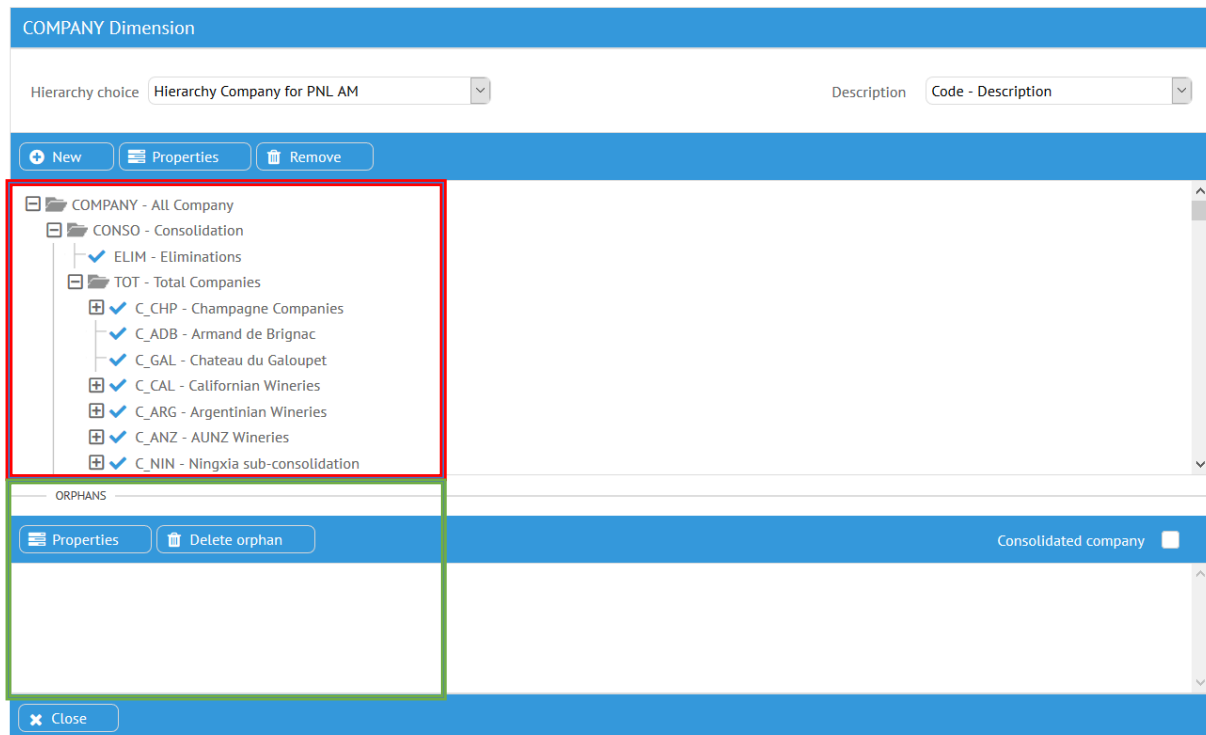 COMPANY Dimension
Hierarchy choice Hierarchy Company for PNL AM Description Code - Description
New Properties Remove
COMPANY - All Company
CONSO - Consolidation
ELIM - Eliminations
TOT - Total Companies
C_CHP - Champagne Companies
C_ADB - Armand de Brignac
C_GAL - Chateau du Galoupet
C_CAL - Californian Wineries
C_ARG - Argentinian Wineries
C_ANZ - AUNZ Wineries
C_NIN - Ningxia sub-consolidation
ORPHANS
Properties Delete orphan Consolidated company
Close